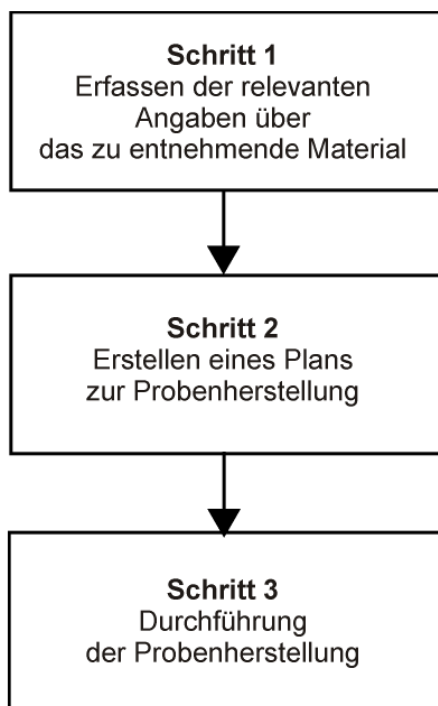 Schritt 1
Erfassen der relevanten
Angaben über
das zu entnehmende Material
Schritt 2
Erstellen eines Plans
zur Probenherstellung
Schritt 3
Durchführung
der Probenherstellung